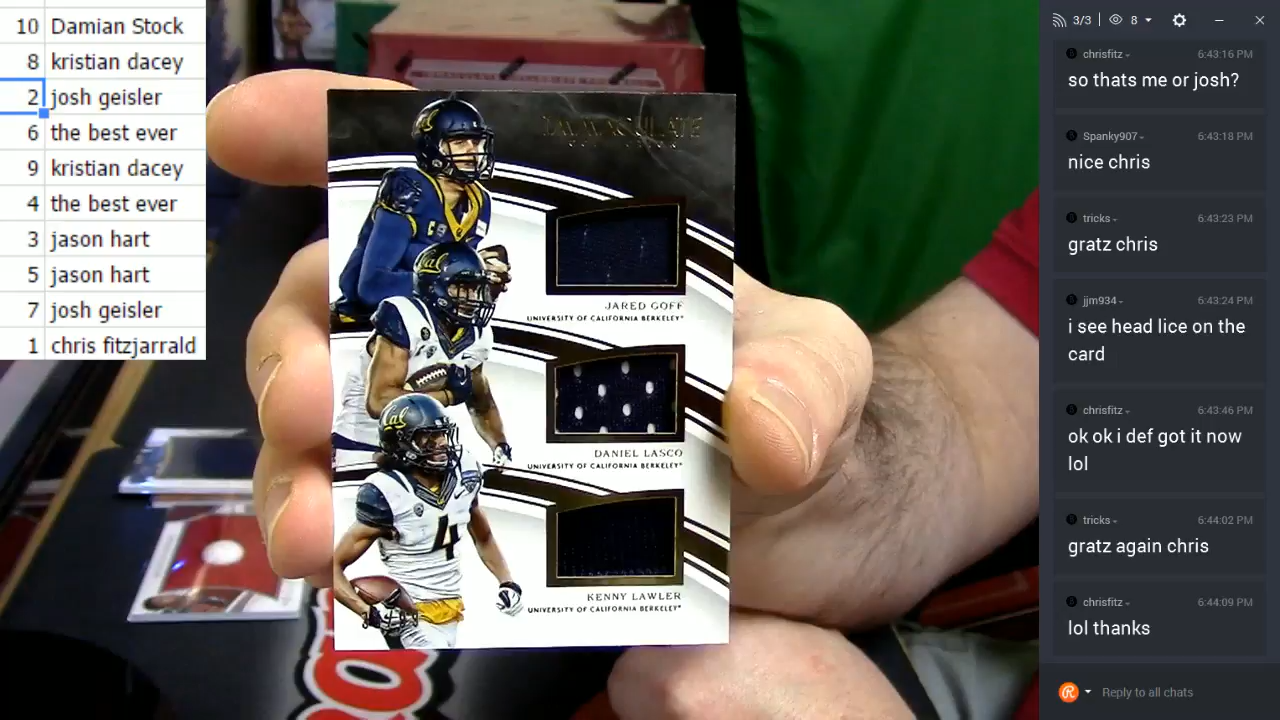 10 Damian Stock
8 kristian dacey
2 josh geisler
6 the best ever
9 kristian dacey
4 the best ever
3 jason hart
5 jason hart
7 josh geisler
1 chris fitzjarrald
IMMACULATE
Cal
JARED GOFF
UNIVERSITY OF CALIFORNIA BERKELEY
Cal
DANIEL LASCO
UNIVERSITY OF CALIFORNIA BERKELEY
Cal
4
KENNY LAWLER
UNIVERSITY OF CALIFORNIA BERKELEY
3/3 8
chrisfitz 6:43:16 PM
so thats me or josh?
Spanky907 6:43:18 PM
nice chris
tricks 6:43:23 PM
gratz chris
jjm934 6:43:24 PM
i see head lice on the
card
chrisfitz 6:43:46 PM
ok ok i def got it now
lol
tricks 6:44:02 PM
gratz again chris
chrisfitz 6:44:09 PM
lol thanks
Reply to all chats